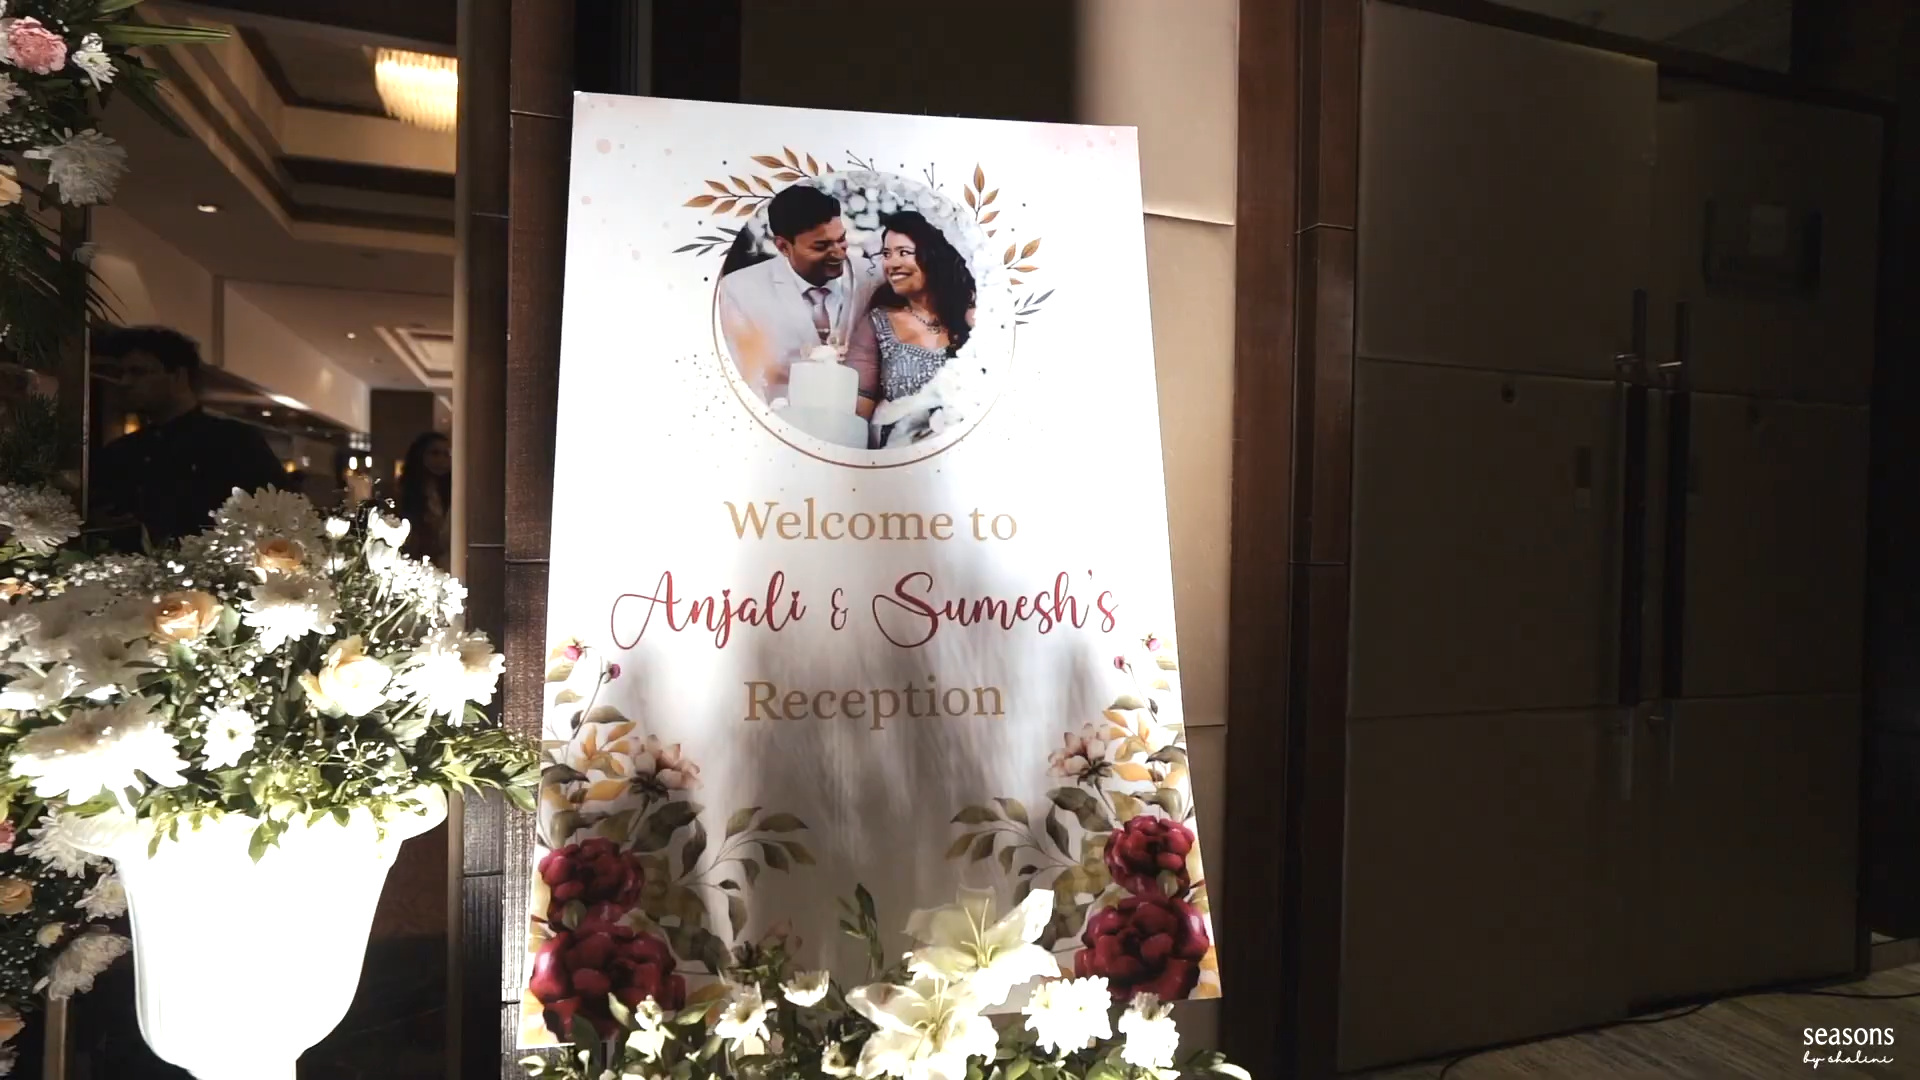 Welcome to
Anjali & Sumesh's
Reception
seasons
by shalini